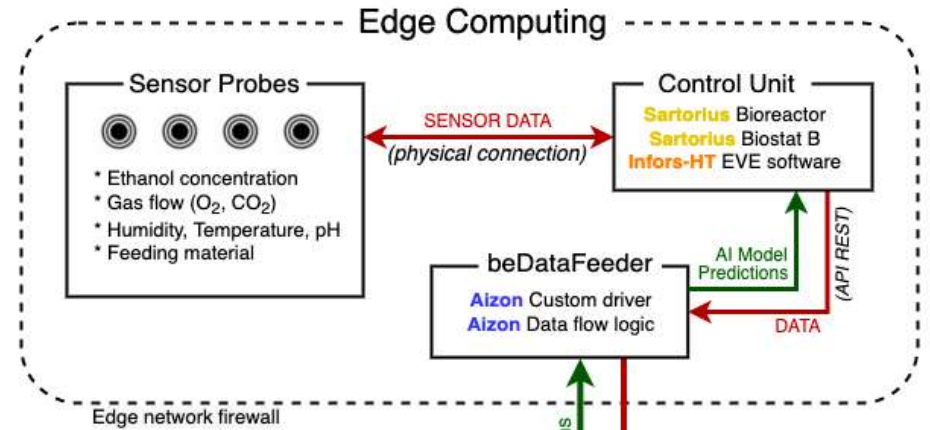 Edge Computing
Sensor Probes
* Ethanol concentration
* Gas flow (O₂, CO₂)
* Humidity, Temperature, pH
* Feeding material
SENSOR DATA
(physical connection)
Control Unit
Sartorius Bioreactor
Sartorius Biostat B
Infors-HT EVE software
beDataFeeder
Aizon Custom driver
Aizon Data flow logic
AI Model
Predictions
(API REST)
DATA
Edge network firewall